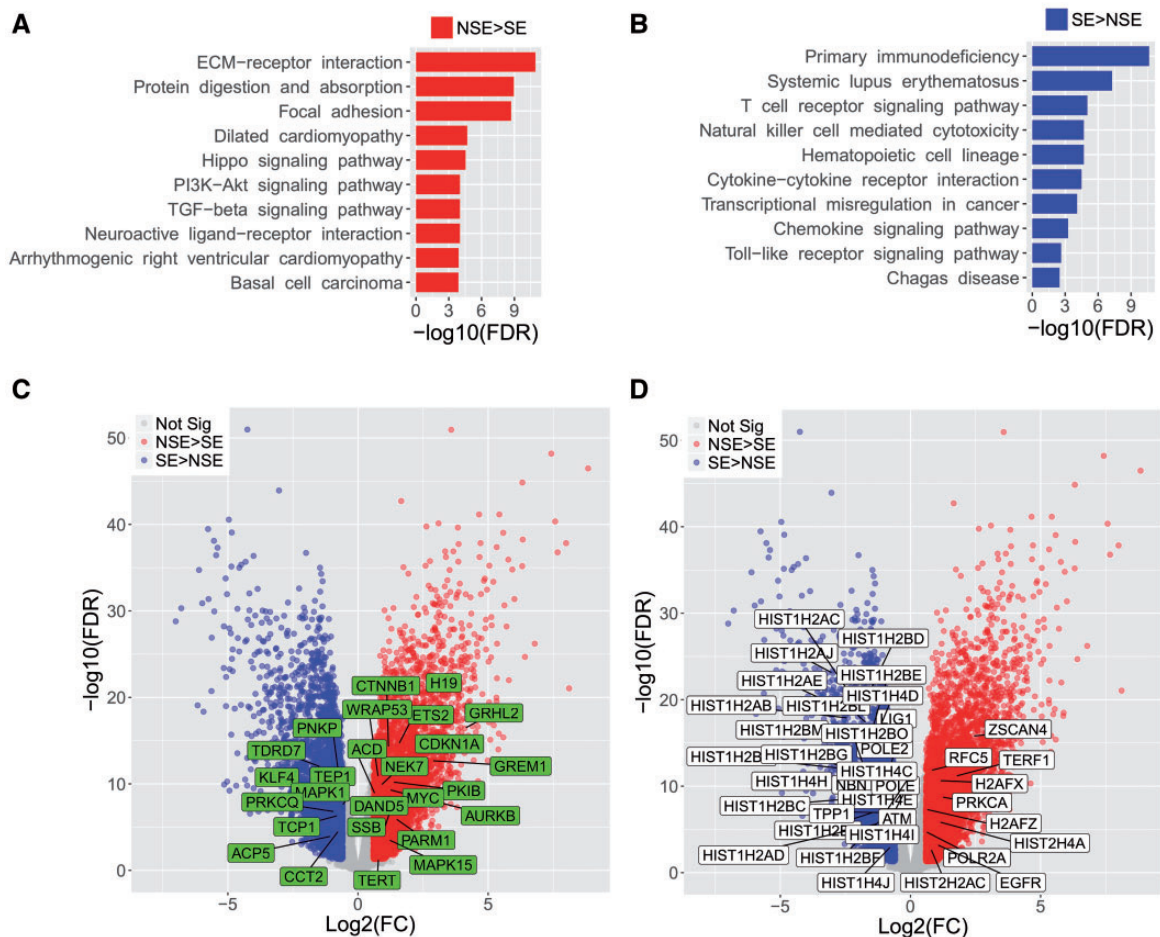 A
NSE>SE
ECM-receptor interaction
Protein digestion and absorption
Focal adhesion
Dilated cardiomyopathy
Hippo signaling pathway
PI3K-Akt signaling pathway
TGF-beta signaling pathway
Neuroactive ligand-receptor interaction
Arrhythmogenic right ventricular cardiomyopathy
Basal cell carcinoma
0 3 6 9
−log10(FDR)
B
SE>NSE
Primary immunodeficiency
Systemic lupus erythematosus
T cell receptor signaling pathway
Natural killer cell mediated cytotoxicity
Hematopoietic cell lineage
Cytokine-cytokine receptor interaction
Transcriptional misregulation in cancer
Chemokine signaling pathway
Toll-like receptor signaling pathway
Chagas disease
0 3 6 9
−log10(FDR)
C
Not Sig
NSE>SE
SE>NSE
50
40
30
20
10
0
−log10(FDR)
CTNNB1
H19
WRAP53
ETS2
GRHL2
PNKP
ACD
CDKN1A
TDRD7
NEK7
GREM1
KLF4
TEP1
MAPK1
PKIB
PRKCQ
DAND5
MYC
AURKB
TCP1
SSB
PARM1
ACP5
MAPK15
CCT2
TERT
−5 0 5
Log2(FC)
D
Not Sig
NSE>SE
SE>NSE
50
40
30
20
10
0
−log10(FDR)
HIST1H2AC
HIST1H2BD
HIST1H2AJ
HIST1H2BE
HIST1H2AE
HIST1H4D
HIST1H2AB
LIG1
HIST1H2BM
HIST1H2BO
ZSCAN4
POLE2
HIST1H2BG
RFC5
TERF1
HIST1H4C
HIST1H4H
NBN
POLE
H2AFX
HIST1H2BC
HIST1H4E
PRKCA
TPP1
ATM
H2AFZ
HIST1H4I
HIST2H4A
HIST1H2AD
HIST1H2BF
POLR2A
HIST1H4J
HIST2H2AC
EGFR
−5 0 5
Log2(FC)